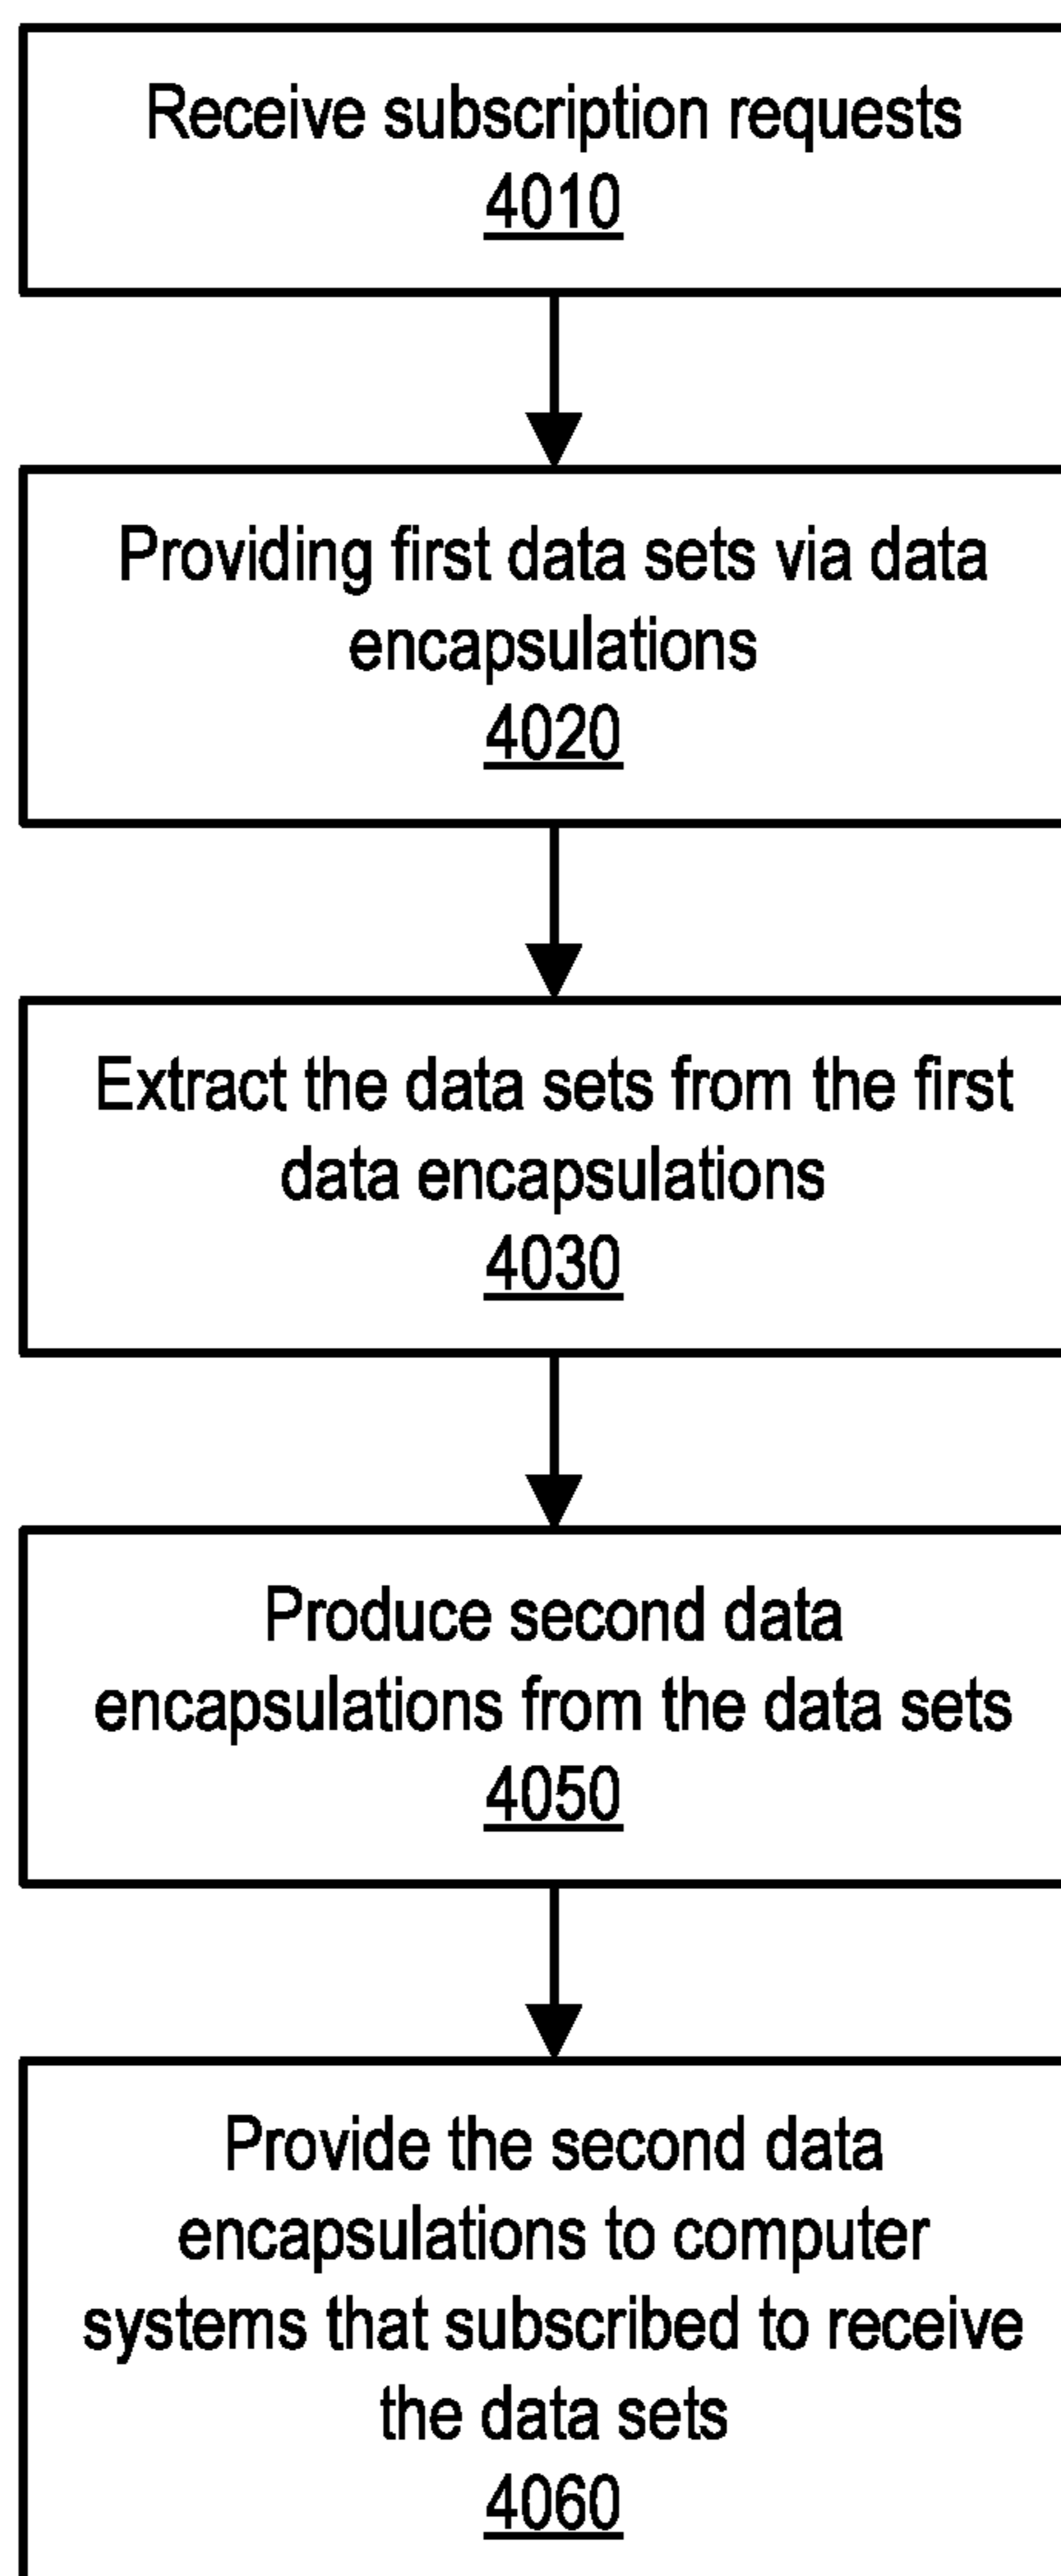 Receive subscription requests
4010
Providing first data sets via data
encapsulations
4020
Extract the data sets from the first
data encapsulations
4030
Produce second data
encapsulations from the data sets
4050
Provide the second data
encapsulations to computer
systems that subscribed to receive
the data sets
4060